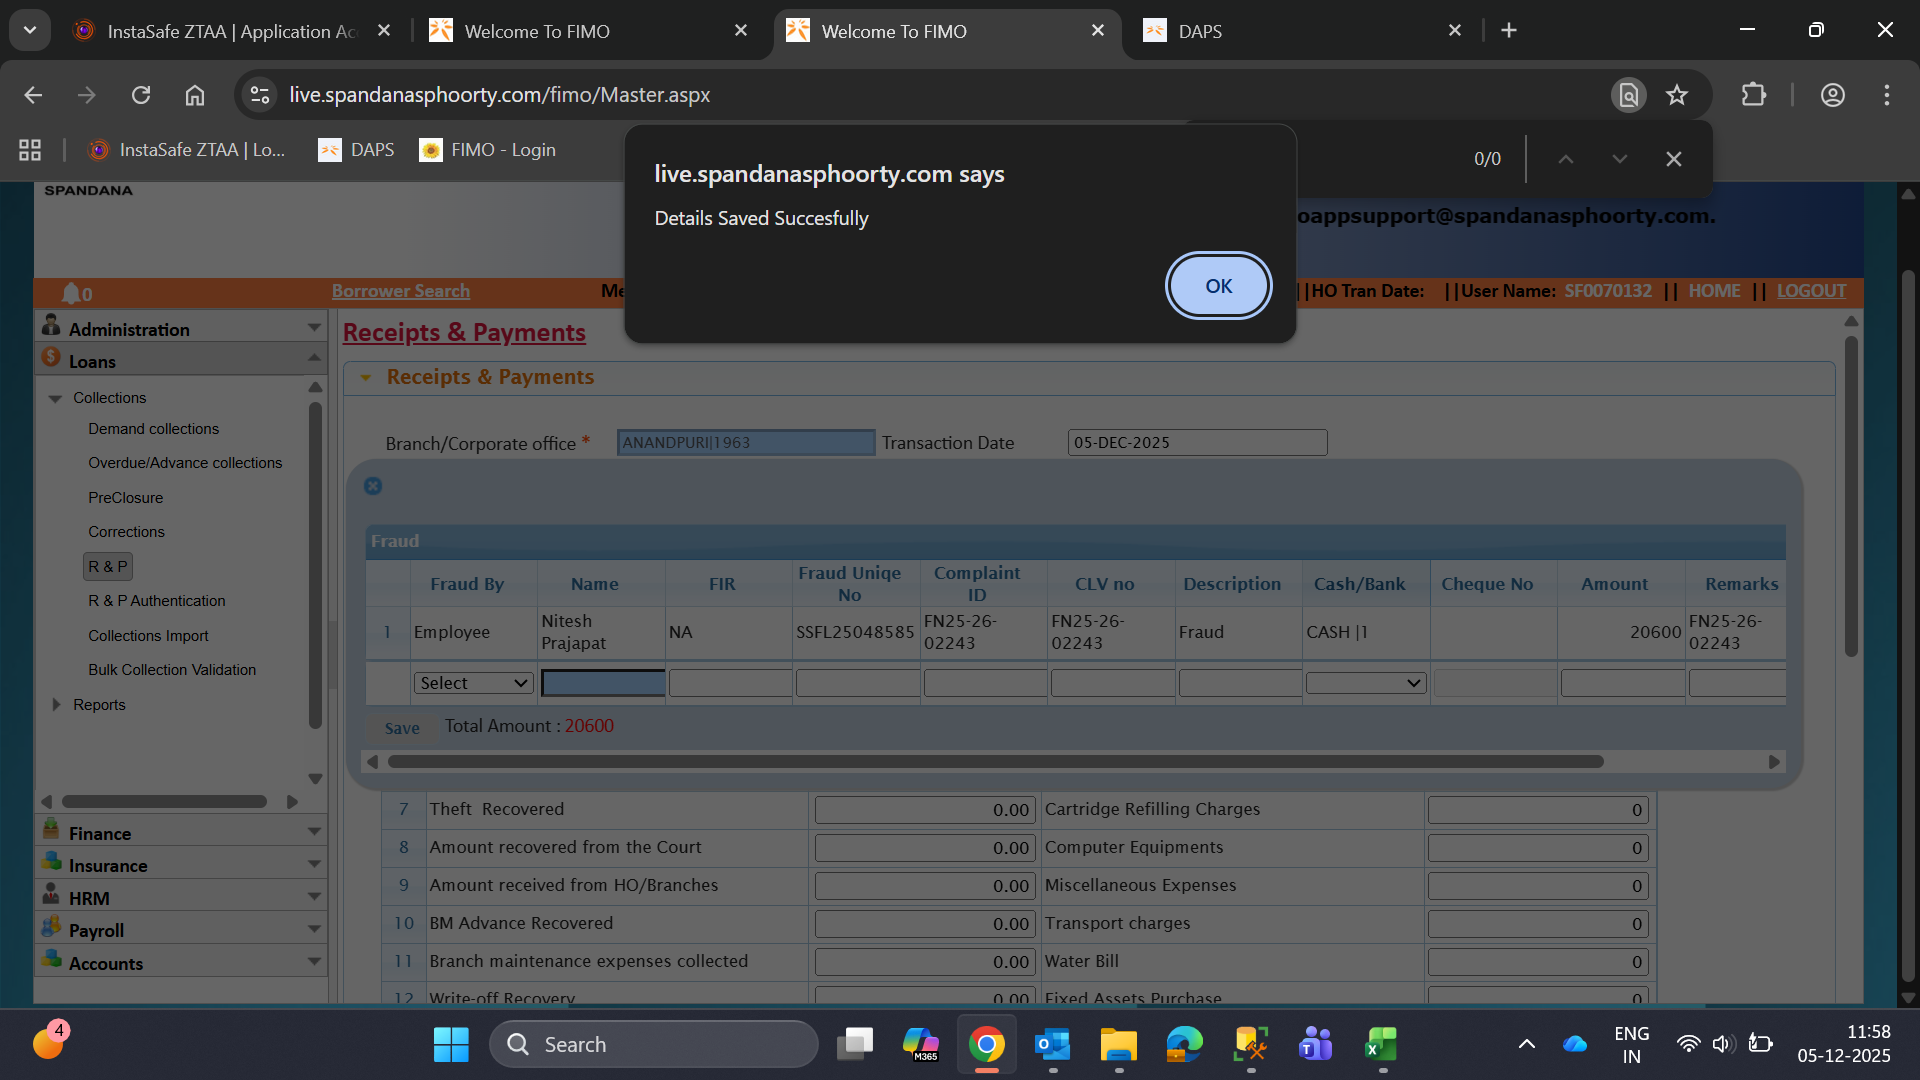 InstaSafe ZTAA | Application Acc
Welcome To FIMO
Welcome To FIMO
DAPS
live.spandanasphoorty.com/fimo/Master.aspx
InstaSafe ZTAA | Lo...
DAPS
FIMO - Login
0/0
live.spandanasphoorty.com says
Details Saved Succesfully
OK
SPANDANA
oappsupport@spandanasphoorty.com.
0
Borrower Search
Me
||HO Tran Date: ||User Name: SF0070132 || HOME || LOGOUT
Administration
Loans
Collections
Demand collections
Overdue/Advance collections
PreClosure
Corrections
R & P
R & P Authentication
Collections Import
Bulk Collection Validation
Reports
Finance
Insurance
HRM
Payroll
Accounts
Receipts & Payments
Receipts & Payments
Branch/Corporate office * ANANDPURI|1963 Transaction Date 05-DEC-2025
Fraud
Fraud By Name FIR Fraud Uniqe No Complaint ID CLV no Description Cash/Bank Cheque No Amount Remarks
1 Employee Nitesh Prajapat NA SSFL25048585 FN25-26-02243 FN25-26-02243 Fraud CASH |1 20600 FN25-26-02243
Select
Save Total Amount : 20600
7 Theft Recovered 0.00 Cartridge Refilling Charges 0
8 Amount recovered from the Court 0.00 Computer Equipments 0
9 Amount received from HO/Branches 0.00 Miscellaneous Expenses 0
10 BM Advance Recovered 0.00 Transport charges 0
11 Branch maintenance expenses collected 0.00 Water Bill 0
12 Write-off Recovery 0.00 Fixed Assets Purchase 0
4
Search
M365
ENG
IN
11:58
05-12-2025